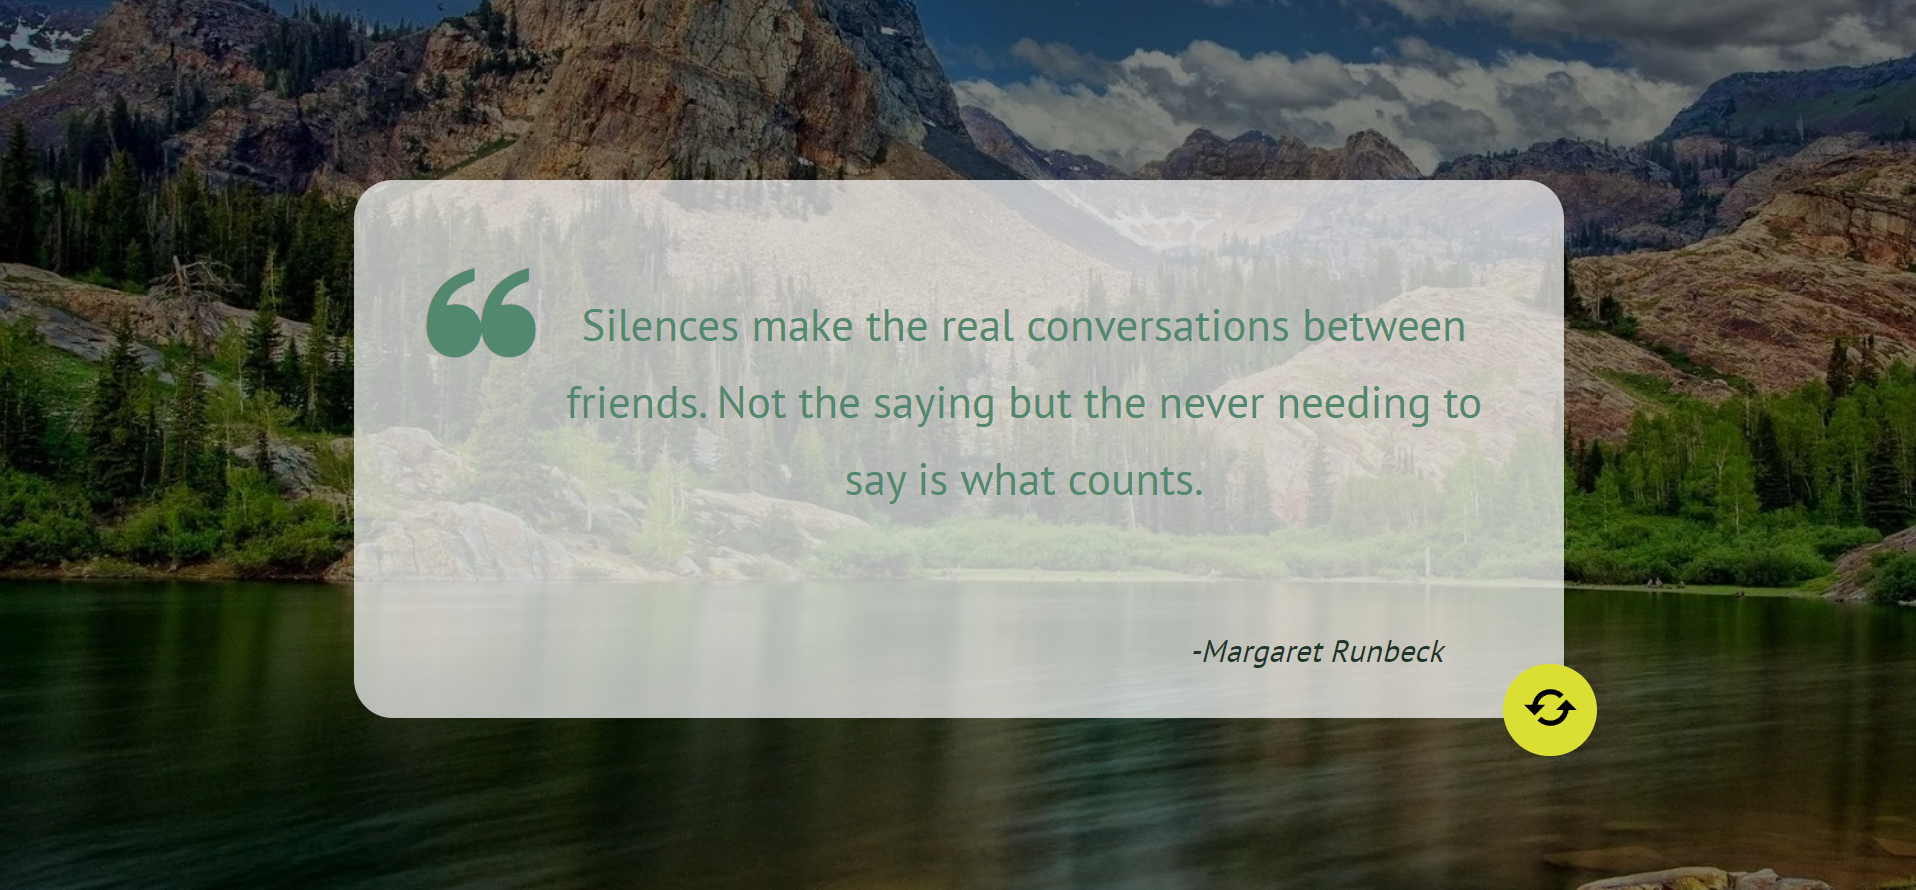 ❝
Silences make the real conversations between
friends. Not the saying but the never needing to
say is what counts.
-Margaret Runbeck